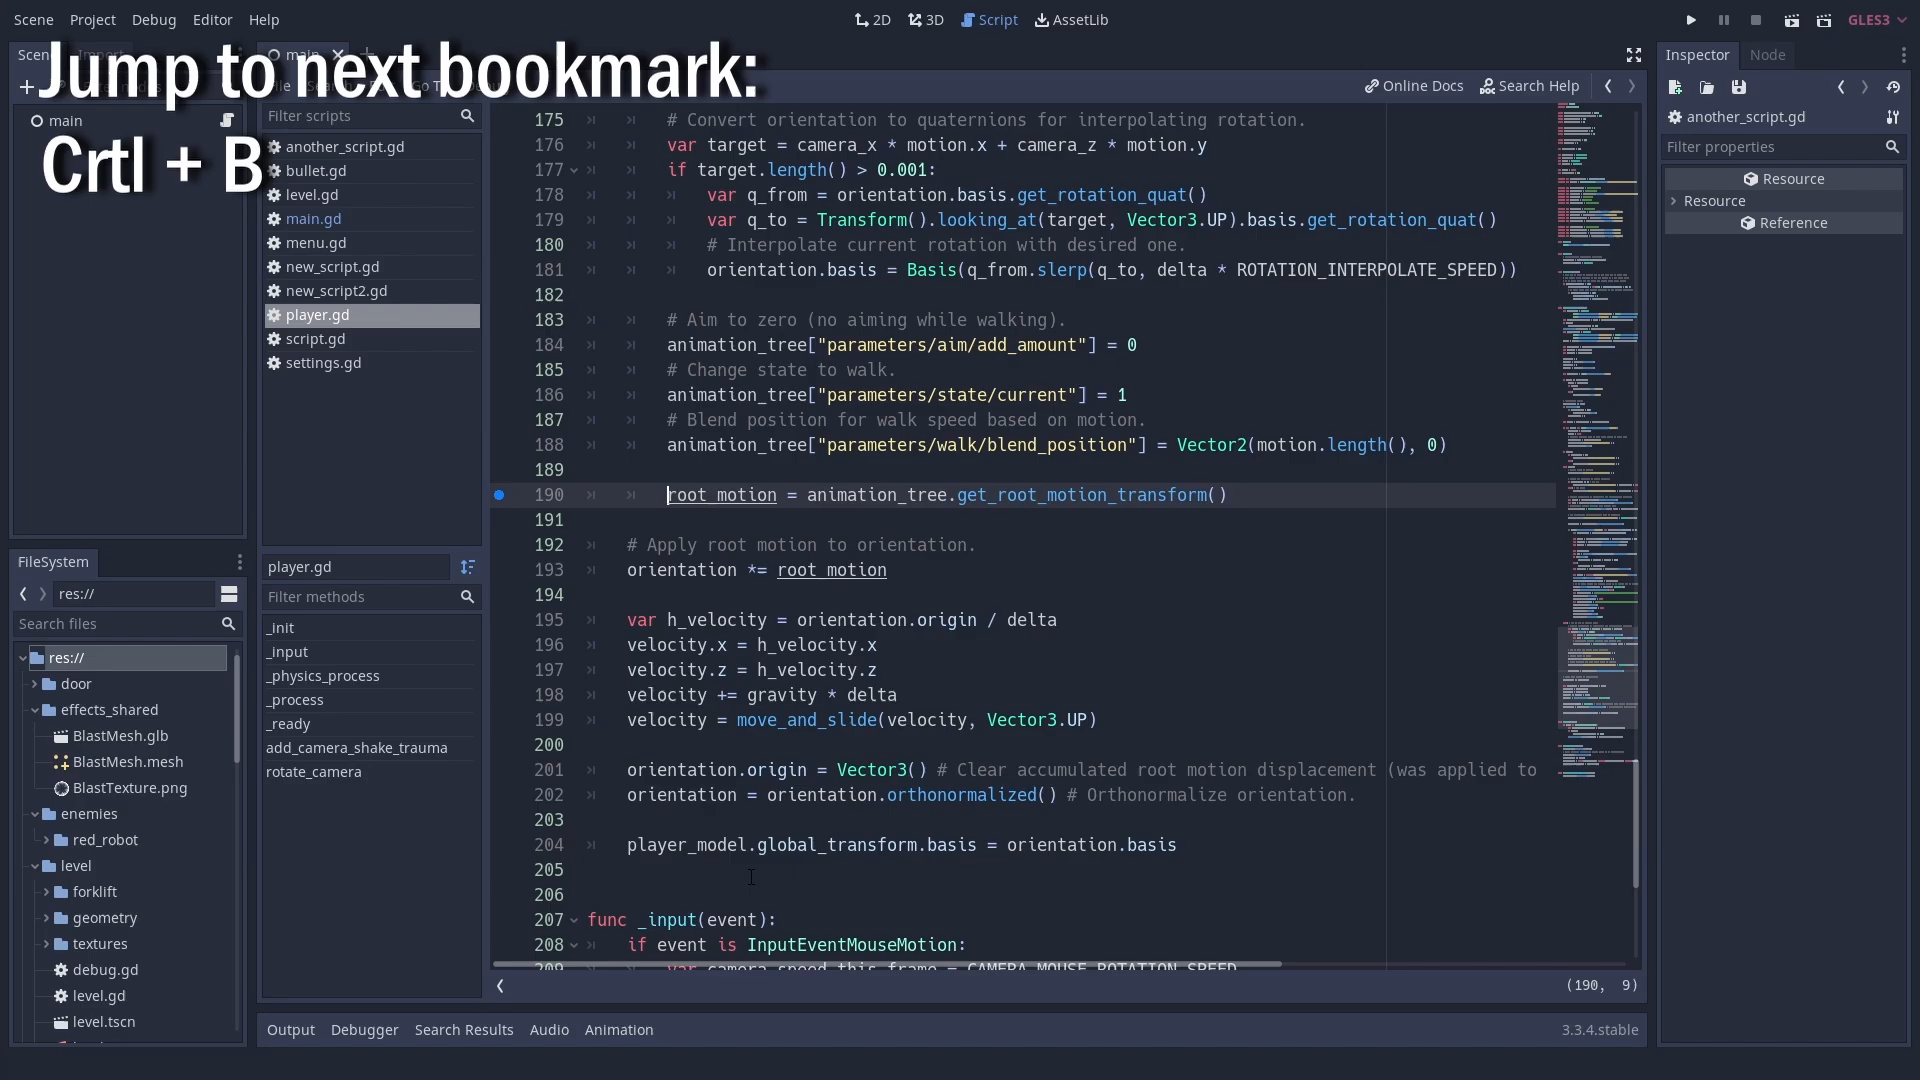 Scene Project Debug Editor Help
2D 3D Script AssetLib
GLES3
Jump to next bookmark:
Crtl + B
main
main
Filter scripts
another_script.gd
bullet.gd
level.gd
main.gd
menu.gd
new_script.gd
new_script2.gd
player.gd
script.gd
settings.gd
player.gd
Filter methods
_init
_input
_physics_process
_process
_ready
add_camera_shake_trauma
rotate_camera
FileSystem
res://
Search files
res://
door
effects_shared
BlastMesh.glb
BlastMesh.mesh
BlastTexture.png
enemies
red_robot
level
forklift
geometry
textures
debug.gd
level.gd
level.tscn
Online Docs Search Help
175 # Convert orientation to quaternions for interpolating rotation.
176 var target = camera_x * motion.x + camera_z * motion.y
177 if target.length() > 0.001:
178 var q_from = orientation.basis.get_rotation_quat()
179 var q_to = Transform().looking_at(target, Vector3.UP).basis.get_rotation_quat()
180 # Interpolate current rotation with desired one.
181 orientation.basis = Basis(q_from.slerp(q_to, delta * ROTATION_INTERPOLATE_SPEED))
182
183 # Aim to zero (no aiming while walking).
184 animation_tree["parameters/aim/add_amount"] = 0
185 # Change state to walk.
186 animation_tree["parameters/state/current"] = 1
187 # Blend position for walk speed based on motion.
188 animation_tree["parameters/walk/blend_position"] = Vector2(motion.length(), 0)
189
190 root_motion = animation_tree.get_root_motion_transform()
191
192 # Apply root motion to orientation.
193 orientation *= root_motion
194
195 var h_velocity = orientation.origin / delta
196 velocity.x = h_velocity.x
197 velocity.z = h_velocity.z
198 velocity += gravity * delta
199 velocity = move_and_slide(velocity, Vector3.UP)
200
201 orientation.origin = Vector3() # Clear accumulated root motion displacement (was applied to
202 orientation = orientation.orthonormalized() # Orthonormalize orientation.
203
204 player_model.global_transform.basis = orientation.basis
205
206
207 func _input(event):
208 if event is InputEventMouseMotion:
209 var camera_speed_this_frame = CAMERA_MOUSE_ROTATION_SPEED
(190, 9)
Output Debugger Search Results Audio Animation
3.3.4.stable
Inspector Node
another_script.gd
Filter properties
Resource
Resource
Reference